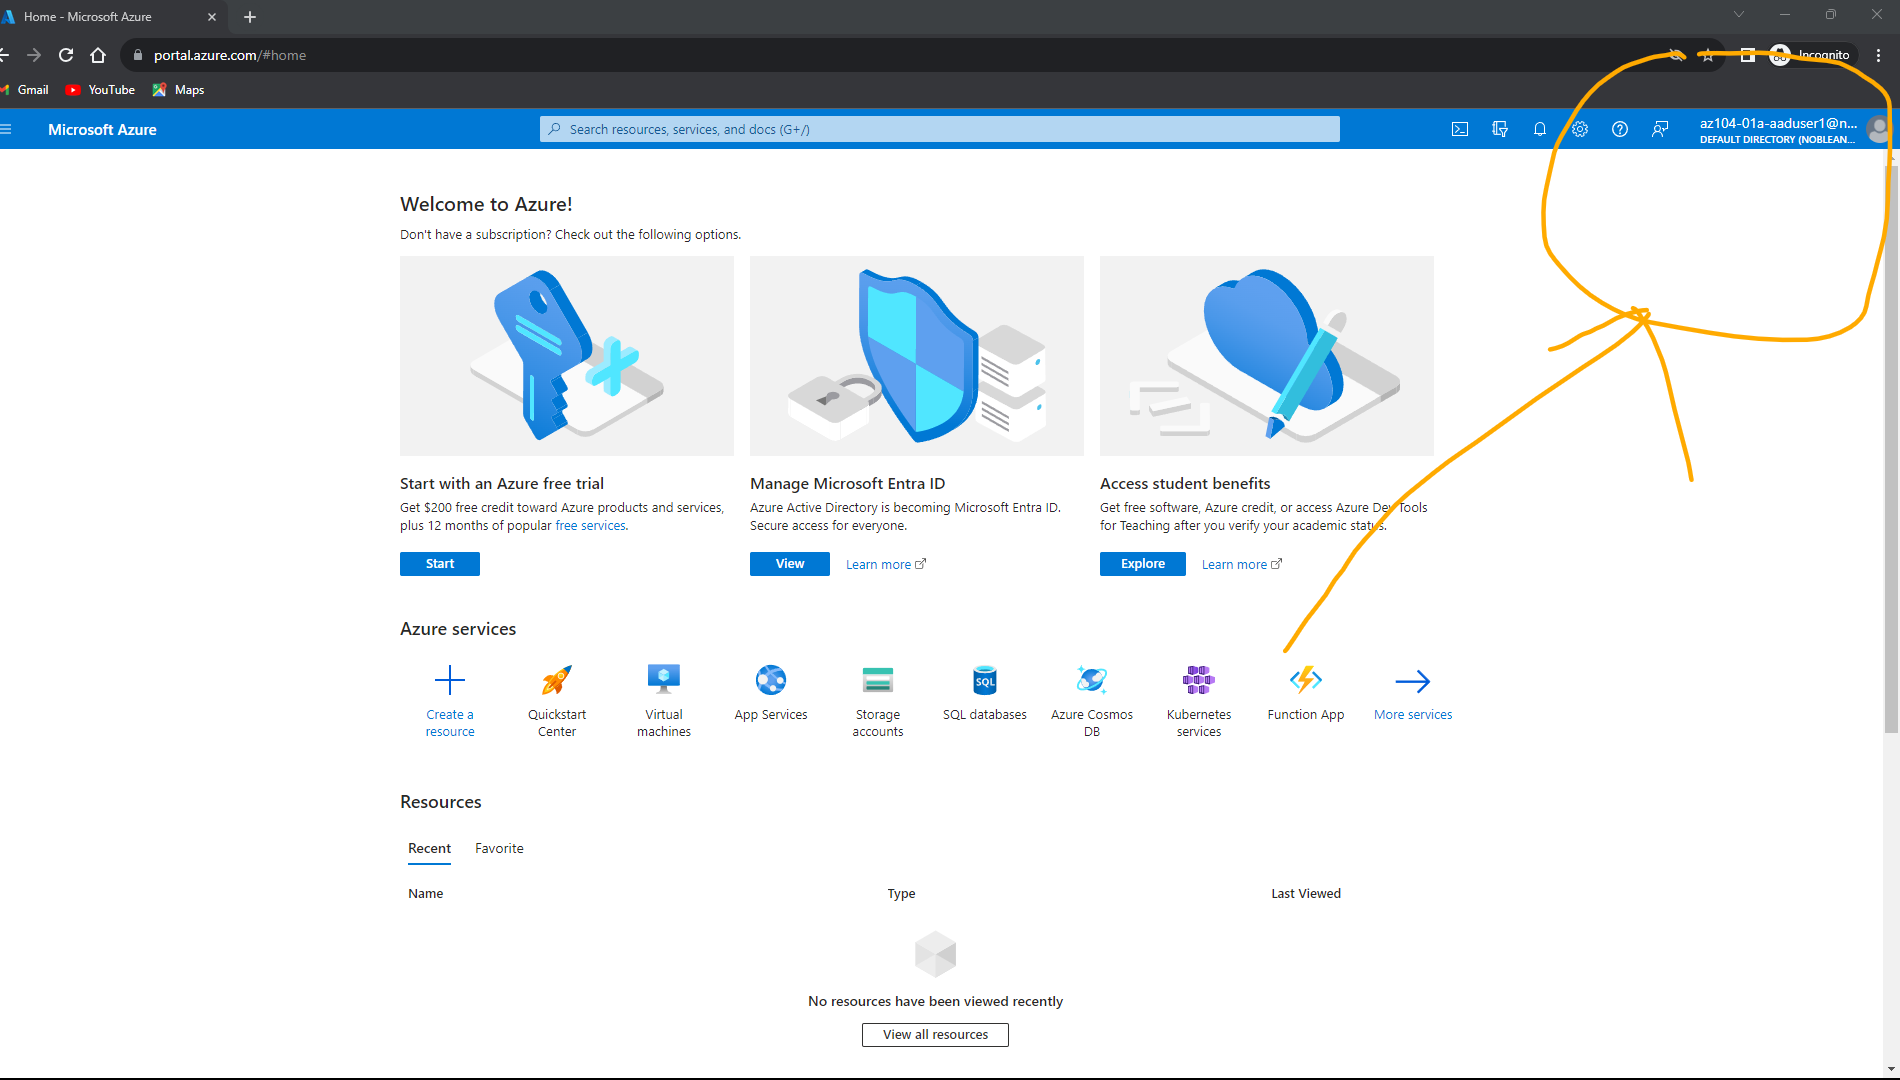 Home - Microsoft Azure
portal.azure.com/#home
Incognito
Gmail YouTube Maps
Microsoft Azure
Search resources, services, and docs (G+/)
az104-01a-aaduser1@n...
DEFAULT DIRECTORY (NOBLEAN...
Welcome to Azure!
Don't have a subscription? Check out the following options.
Start with an Azure free trial
Get $200 free credit toward Azure products and services,
plus 12 months of popular free services.
Start
Manage Microsoft Entra ID
Azure Active Directory is becoming Microsoft Entra ID.
Secure access for everyone.
View Learn more
Access student benefits
Get free software, Azure credit, or access Azure Dev Tools
for Teaching after you verify your academic status.
Explore Learn more
Azure services
Create a
resource
Quickstart
Center
Virtual
machines
App Services
Storage
accounts
SQL
SQL databases
Azure Cosmos
DB
Kubernetes
services
Function App
More services
Resources
Recent Favorite
Name Type Last Viewed
No resources have been viewed recently
View all resources